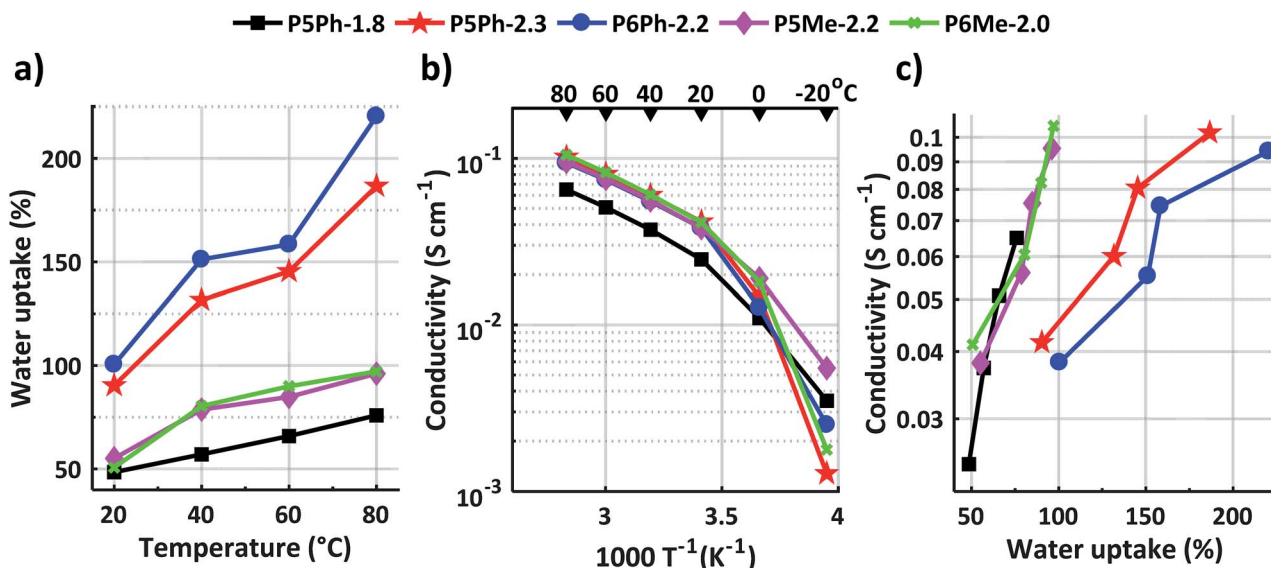 P5Ph-1.8 P5Ph-2.3 P6Ph-2.2 P5Me-2.2 P6Me-2.0
a)
Water uptake (%)
200
150
100
50
20 40 60 80
Temperature (°C)
b)
80 60 40 20 0 -20°C
Conductivity (S cm⁻¹)
10⁻¹
10⁻²
10⁻³
3 3.5 4
1000 T⁻¹(K⁻¹)
c)
Conductivity (S cm⁻¹)
0.1
0.09
0.08
0.07
0.06
0.05
0.04
0.03
50 100 150 200
Water uptake (%)